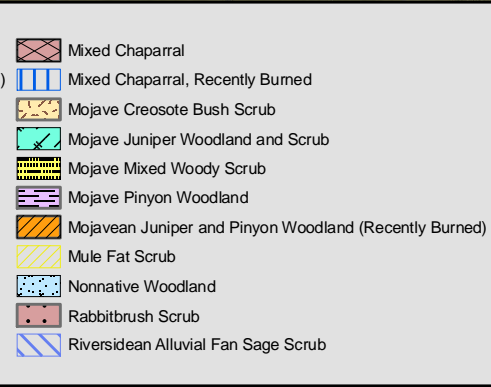 Mixed Chaparral
) Mixed Chaparral, Recently Burned
Mojave Creosote Bush Scrub
Mojave Juniper Woodland and Scrub
Mojave Mixed Woody Scrub
Mojave Pinyon Woodland
Mojavean Juniper and Pinyon Woodland (Recently Burned)
Mule Fat Scrub
Nonnative Woodland
Rabbitbrush Scrub
Riversidean Alluvial Fan Sage Scrub